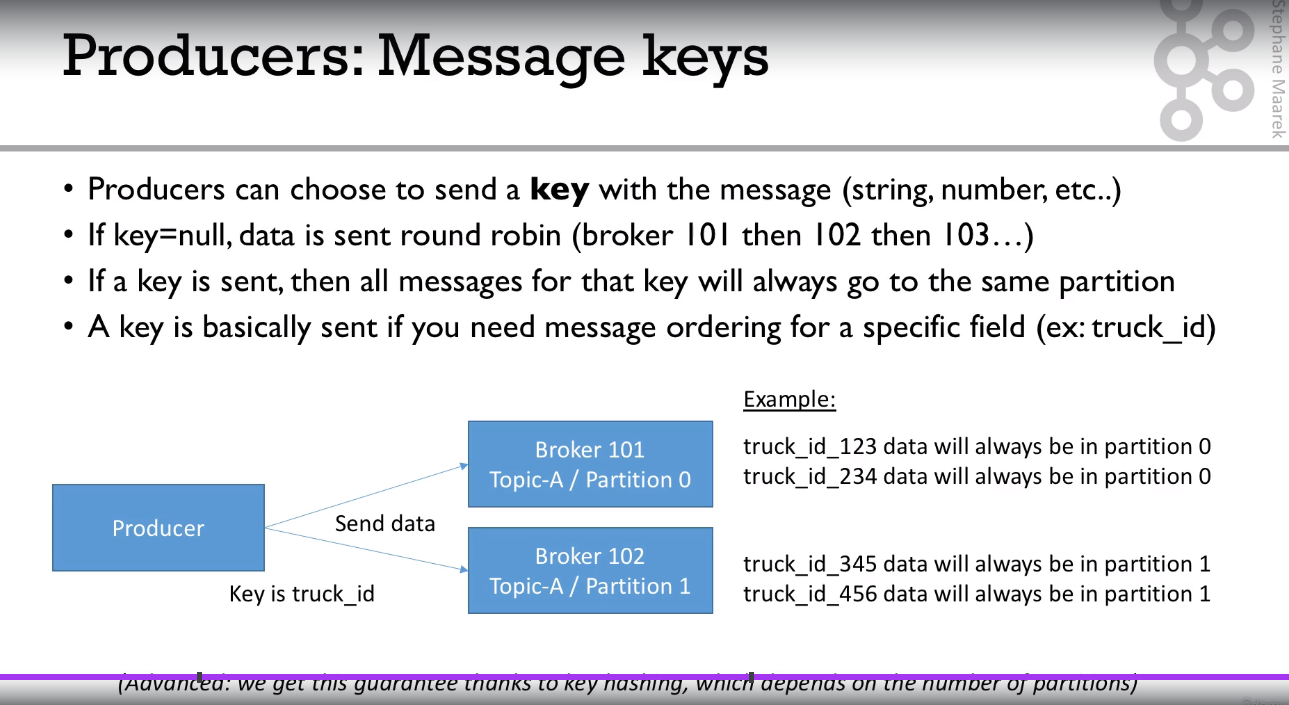 Producers: Message keys
Stephane Maarek
• Producers can choose to send a key with the message (string, number, etc..)
• If key=null, data is sent round robin (broker 101 then 102 then 103…)
• If a key is sent, then all messages for that key will always go to the same partition
• A key is basically sent if you need message ordering for a specific field (ex: truck_id)
Example:
Broker 101
Topic-A / Partition 0
truck_id_123 data will always be in partition 0
truck_id_234 data will always be in partition 0
Producer
Send data
Key is truck_id
Broker 102
Topic-A / Partition 1
truck_id_345 data will always be in partition 1
truck_id_456 data will always be in partition 1
(Advanced: we get this guarantee thanks to key hashing, which depends on the number of partitions)